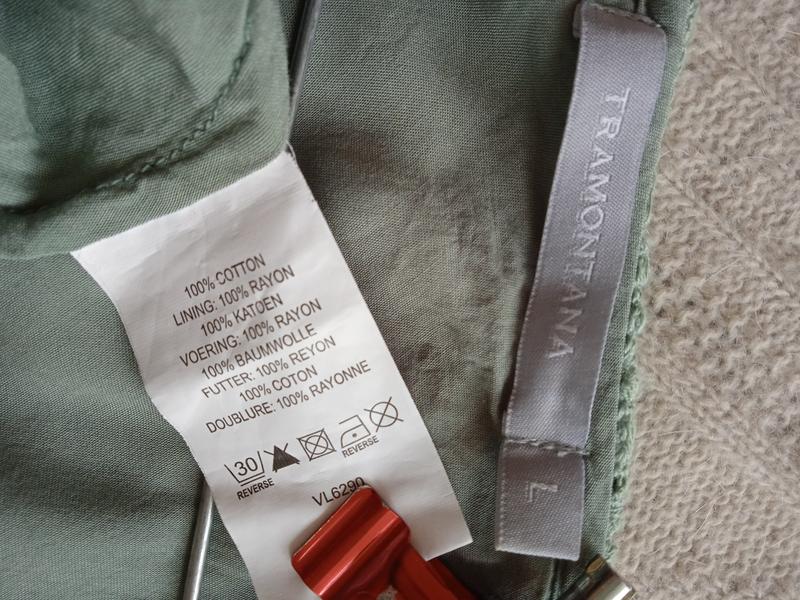 100% COTTON
LINING: 100% RAYON
100% KATOEN
VOERING: 100% RAYON
100% BAUMWOLLE
FUTTER: 100% REYON
100% COTON
DOUBLURE: 100% RAYONNE
30
REVERSE
REVERSE
VL6290
TRAMONTANA
L